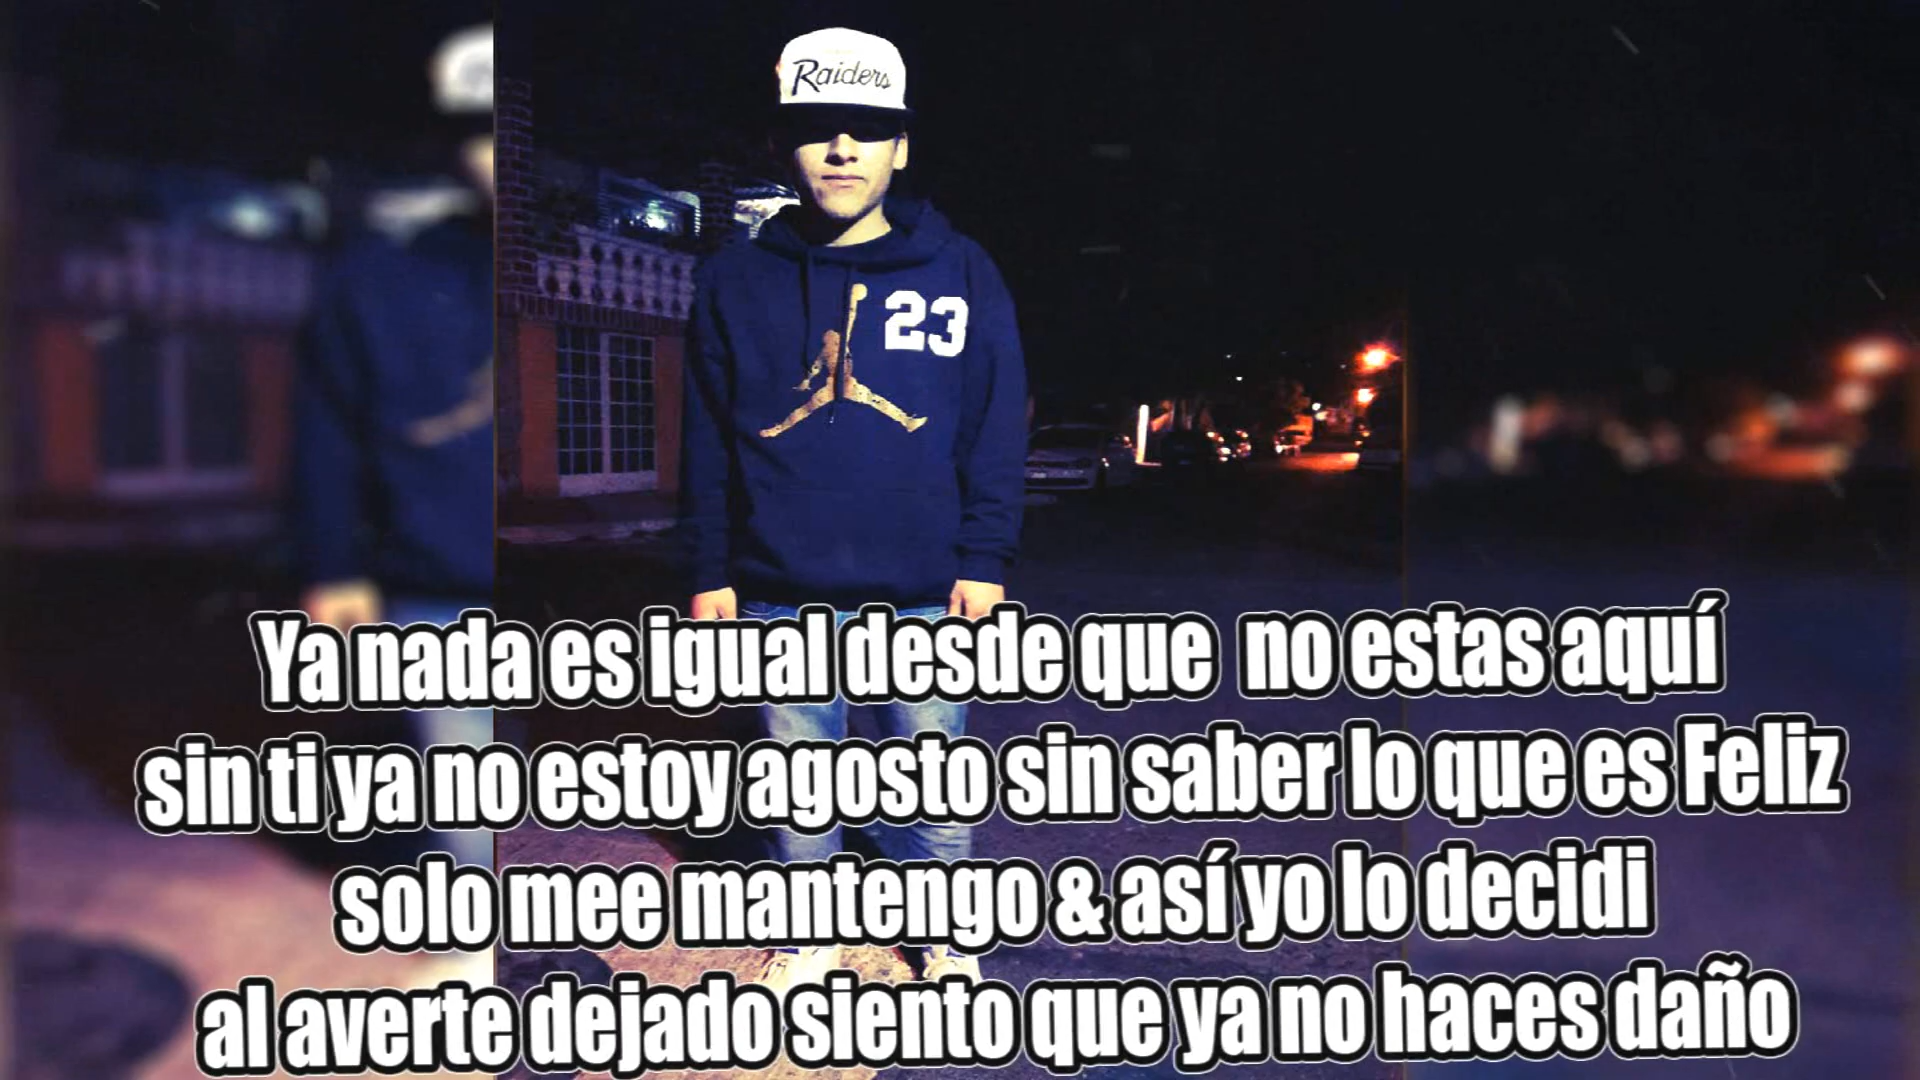 Raiders
23
Ya nada es igual desde que no estas aquí
sin ti ya no estoy agosto sin saber lo que es Feliz
solo mee mantengo & así yo lo decidi
al averte dejado siento que ya no haces daño